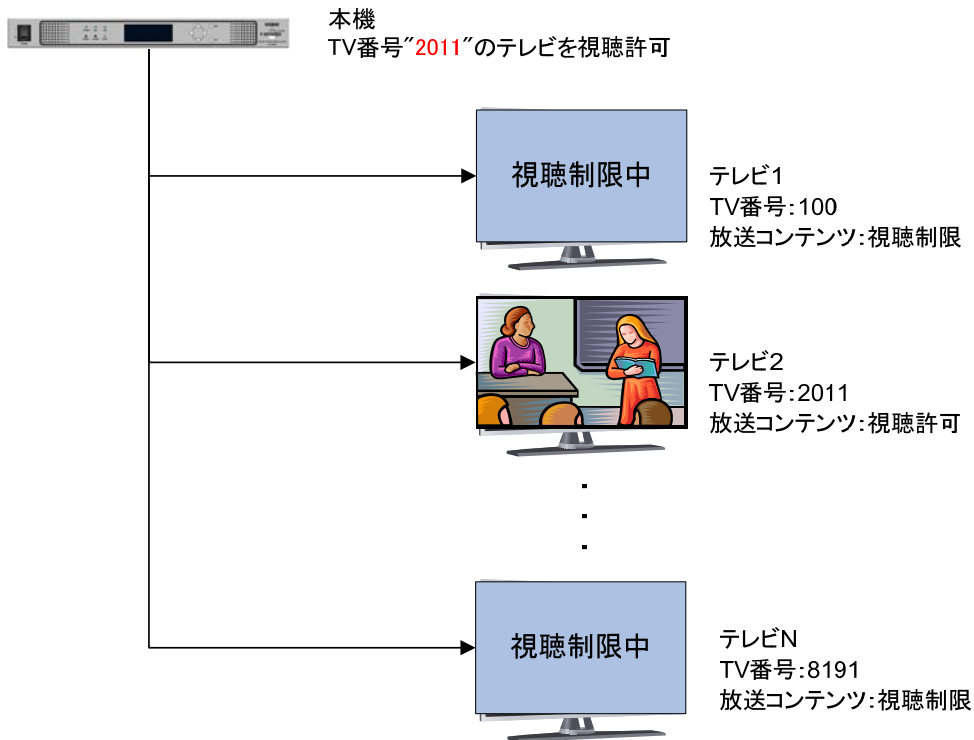 本機
TV番号"2011"のテレビを視聴許可
視聴制限中
テレビ1
TV番号:100
放送コンテンツ:視聴制限
テレビ2
TV番号:2011
放送コンテンツ:視聴許可
視聴制限中
テレビN
TV番号:8191
放送コンテンツ:視聴制限